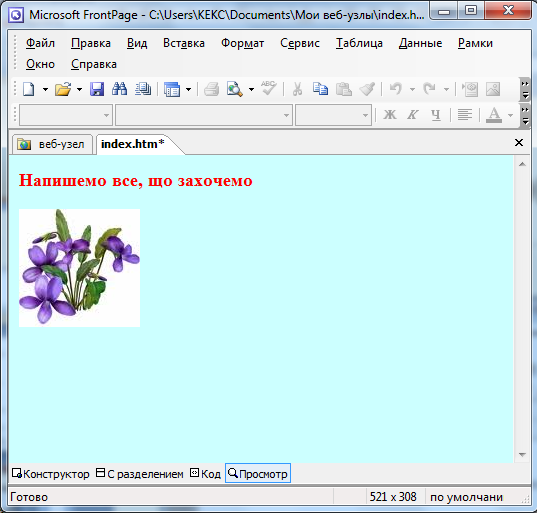 Microsoft FrontPage - C:\Users\KEKC\Documents\Мои веб-узлы\index.h...
Файл Правка Вид Вставка Формат Сервис Таблица Данные Рамки
Окно Справка
Ж К Ч А
веб-узел index.htm*
Напишемо все, що захочемо
Конструктор С разделением Код Просмотр
Готово 521 x 308 по умолчани